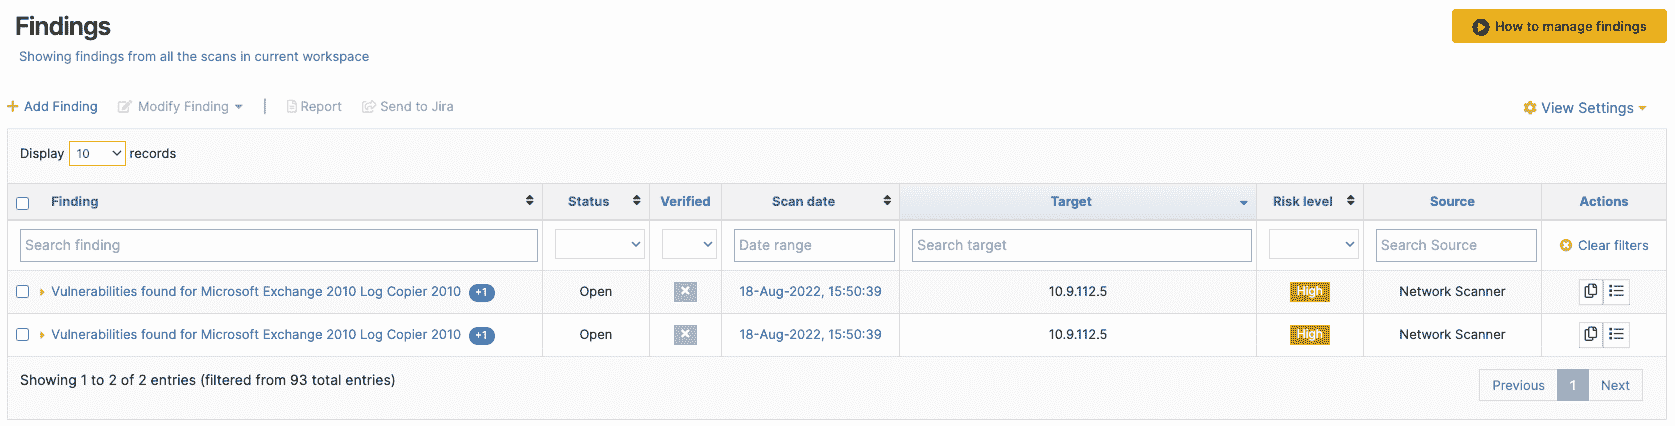 Findings
How to manage findings
Showing findings from all the scans in current workspace
Add Finding Modify Finding Report Send to Jira
View Settings
Display 10 records
Finding Status Verified Scan date Target Risk level Source Actions
Search finding Date range Search target Search Source Clear filters
Vulnerabilities found for Microsoft Exchange 2010 Log Copier 2010 +1 Open 18-Aug-2022, 15:50:39 10.9.112.5 High Network Scanner
Vulnerabilities found for Microsoft Exchange 2010 Log Copier 2010 +1 Open 18-Aug-2022, 15:50:39 10.9.112.5 High Network Scanner
Showing 1 to 2 of 2 entries (filtered from 93 total entries)
Previous 1 Next